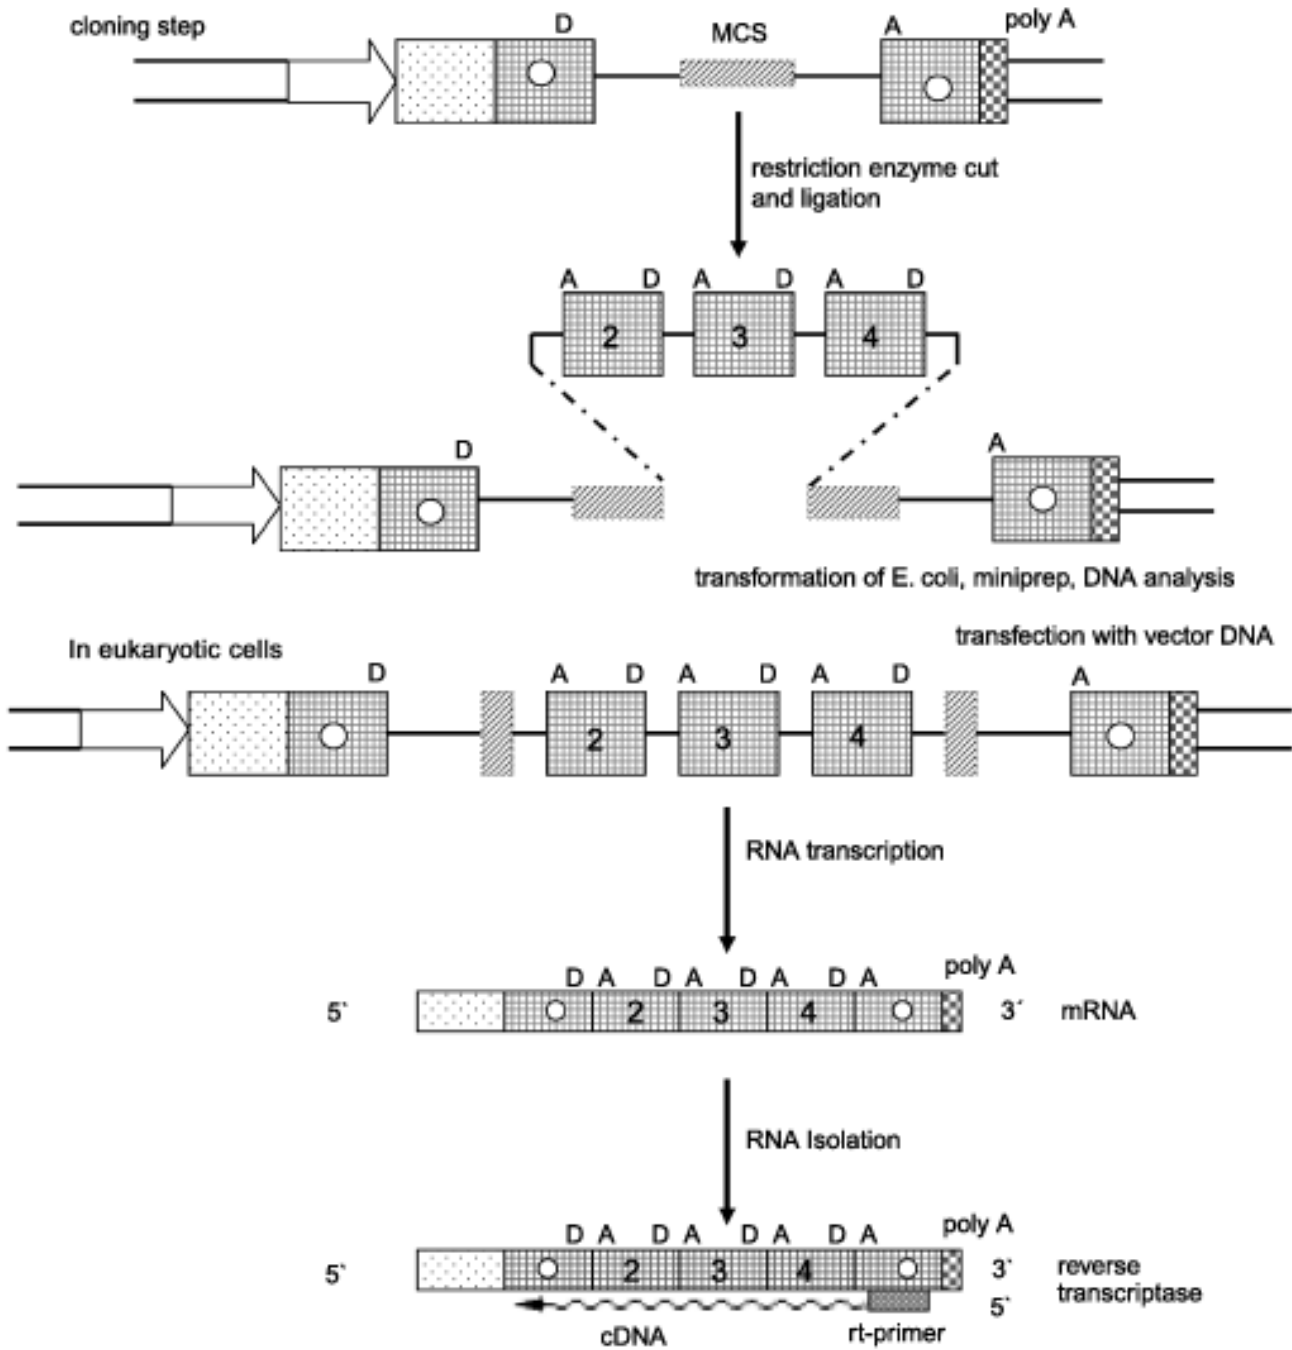 cloning step
D
MCS
A
poly A
restriction enzyme cut
and ligation
A D A D A D
2 3 4
D
A
transformation of E. coli, miniprep, DNA analysis
In eukaryotic cells
transfection with vector DNA
D A D A D A D A
2 3 4
RNA transcription
D A D A D A D A
poly A
5` 2 3 4 3´ mRNA
RNA Isolation
D A D A D A D A
poly A
5` 2 3 4 3` reverse
transcriptase
5`
cDNA
rt-primer